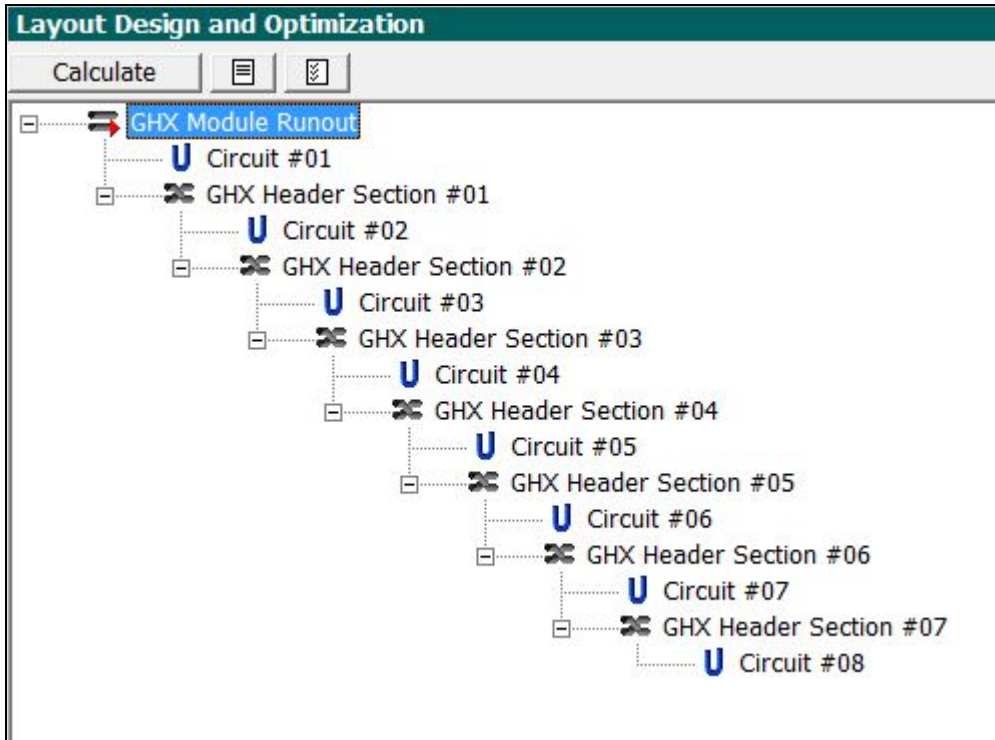 Layout Design and Optimization
Calculate
GHX Module Runout
Circuit #01
GHX Header Section #01
Circuit #02
GHX Header Section #02
Circuit #03
GHX Header Section #03
Circuit #04
GHX Header Section #04
Circuit #05
GHX Header Section #05
Circuit #06
GHX Header Section #06
Circuit #07
GHX Header Section #07
Circuit #08